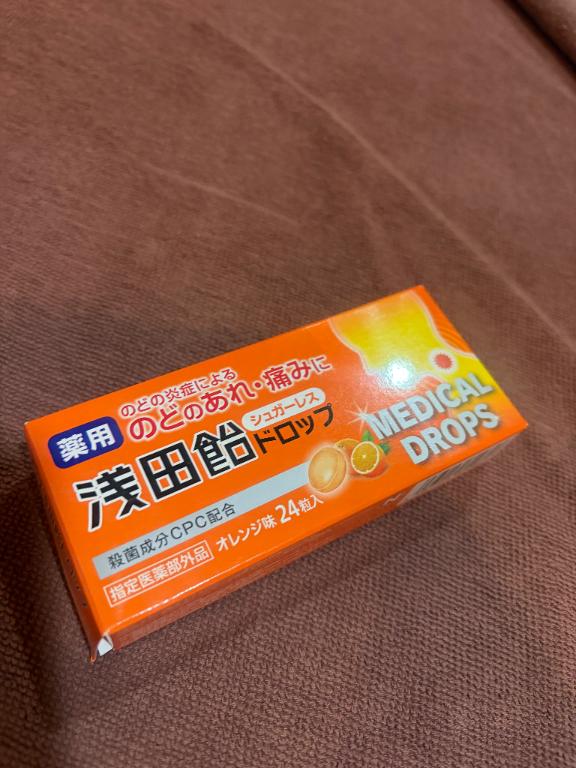 薬用
のどの炎症による
のどのあれ・痛みに
浅田飴
シュガーレス
ドロップ
殺菌成分CPC配合
指定医薬部外品
オレンジ味 24粒入
MEDICAL
DROPS